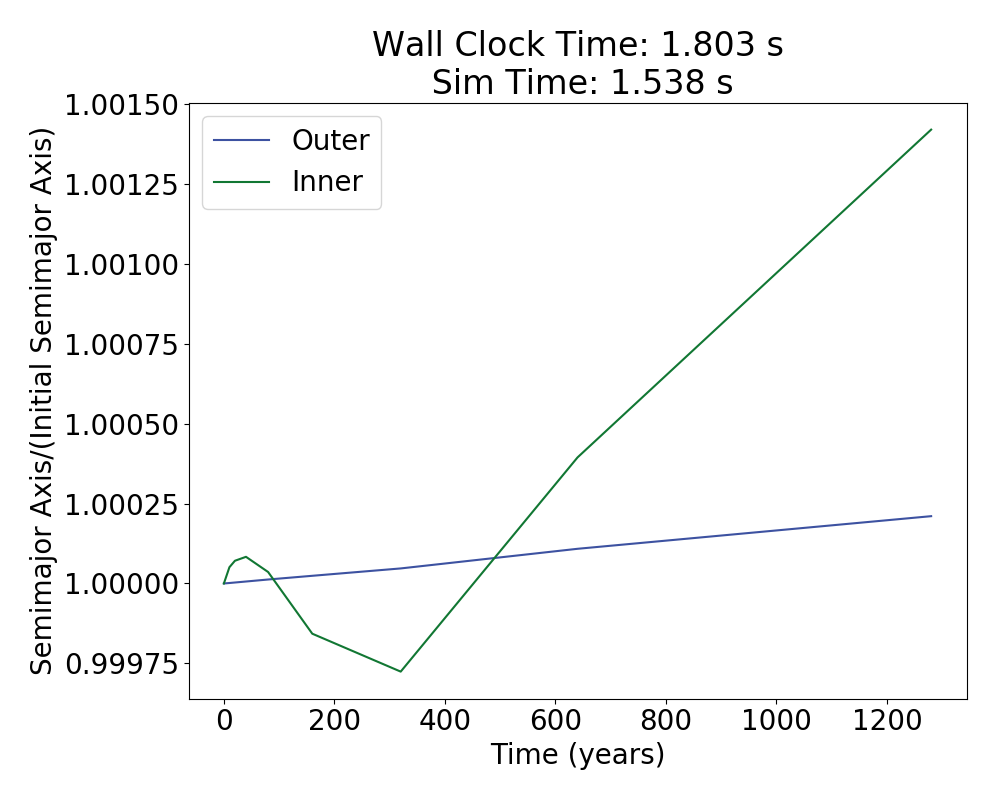 Wall Clock Time: 1.803 s
Sim Time: 1.538 s
Semimajor Axis/(Initial Semimajor Axis)
1.00150
1.00125
1.00100
1.00075
1.00050
1.00025
1.00000
0.99975
Outer
Inner
0 200 400 600 800 1000 1200
Time (years)